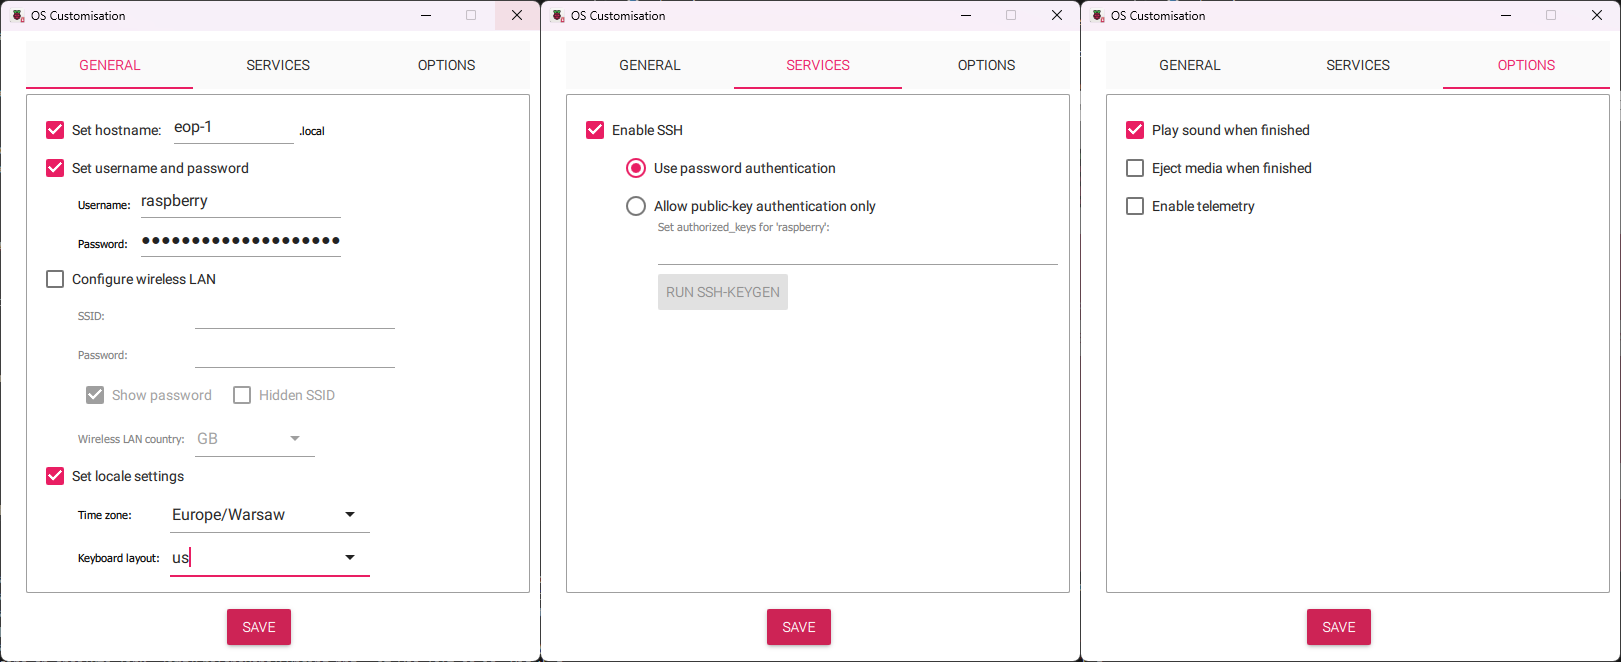 OS Customisation
GENERAL SERVICES OPTIONS
Set hostname: eop-1 .local
Set username and password
Username: raspberry
Password: ●●●●●●●●●●●●●●●●●●●●
Configure wireless LAN
SSID:
Password:
Show password Hidden SSID
Wireless LAN country: GB
Set locale settings
Time zone: Europe/Warsaw
Keyboard layout: us
SAVE
OS Customisation
GENERAL SERVICES OPTIONS
Enable SSH
Use password authentication
Allow public-key authentication only
Set authorized_keys for 'raspberry':
RUN SSH-KEYGEN
SAVE
OS Customisation
GENERAL SERVICES OPTIONS
Play sound when finished
Eject media when finished
Enable telemetry
SAVE